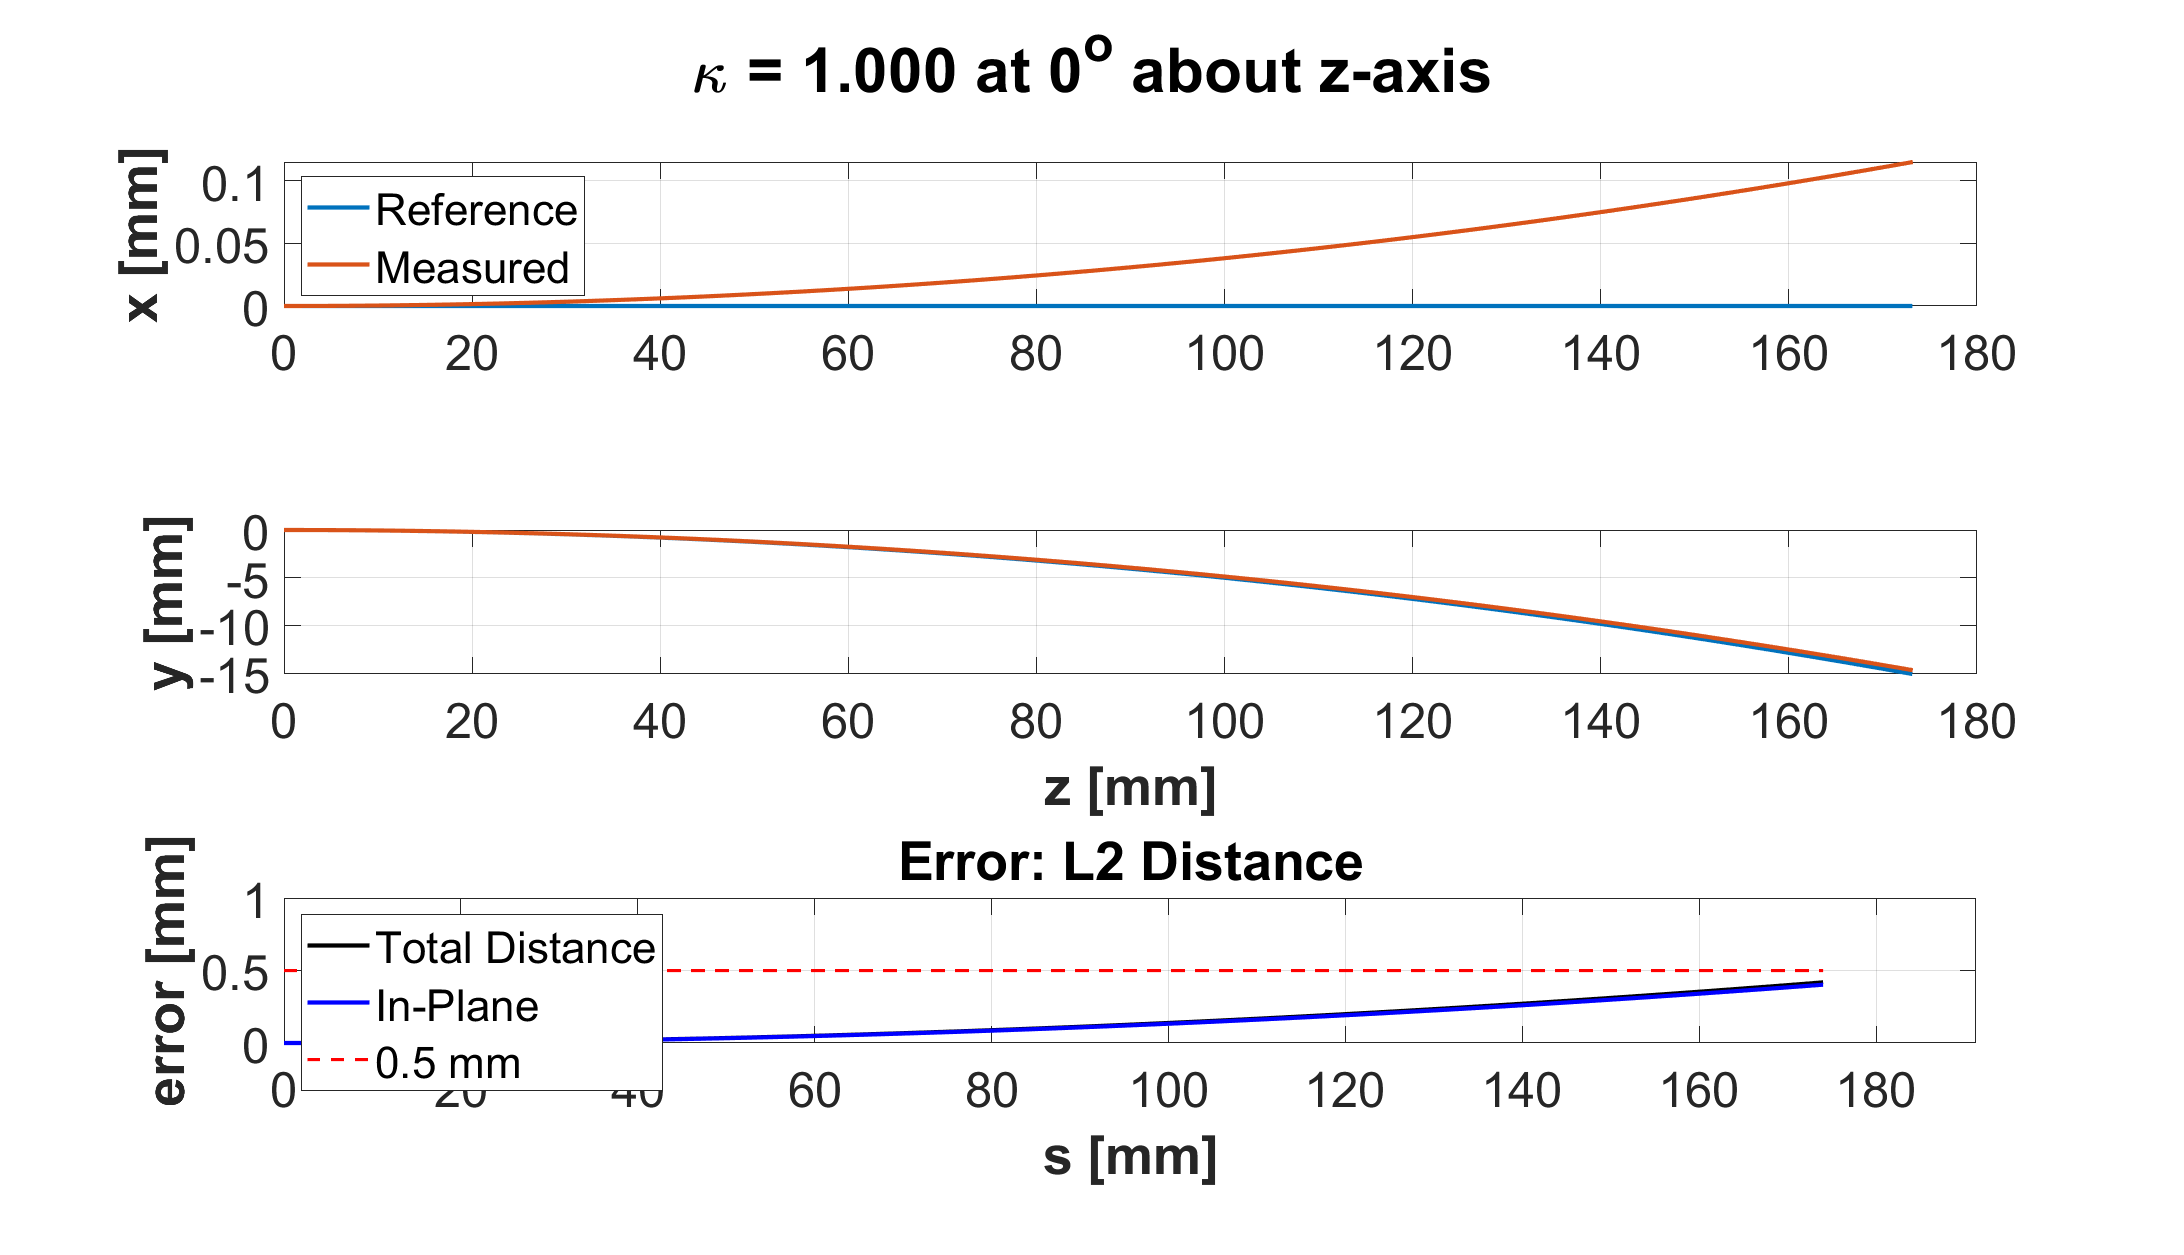 κ = 1.000 at 0° about z-axis
x [mm]
0.1
0.05
0
Reference
Measured
0 20 40 60 80 100 120 140 160 180
y [mm]
0
-5
-10
-15
0 20 40 60 80 100 120 140 160 180
z [mm]
Error: L2 Distance
error [mm]
1
0.5
0
Total Distance
In-Plane
0.5 mm
0 20 40 60 80 100 120 140 160 180
s [mm]